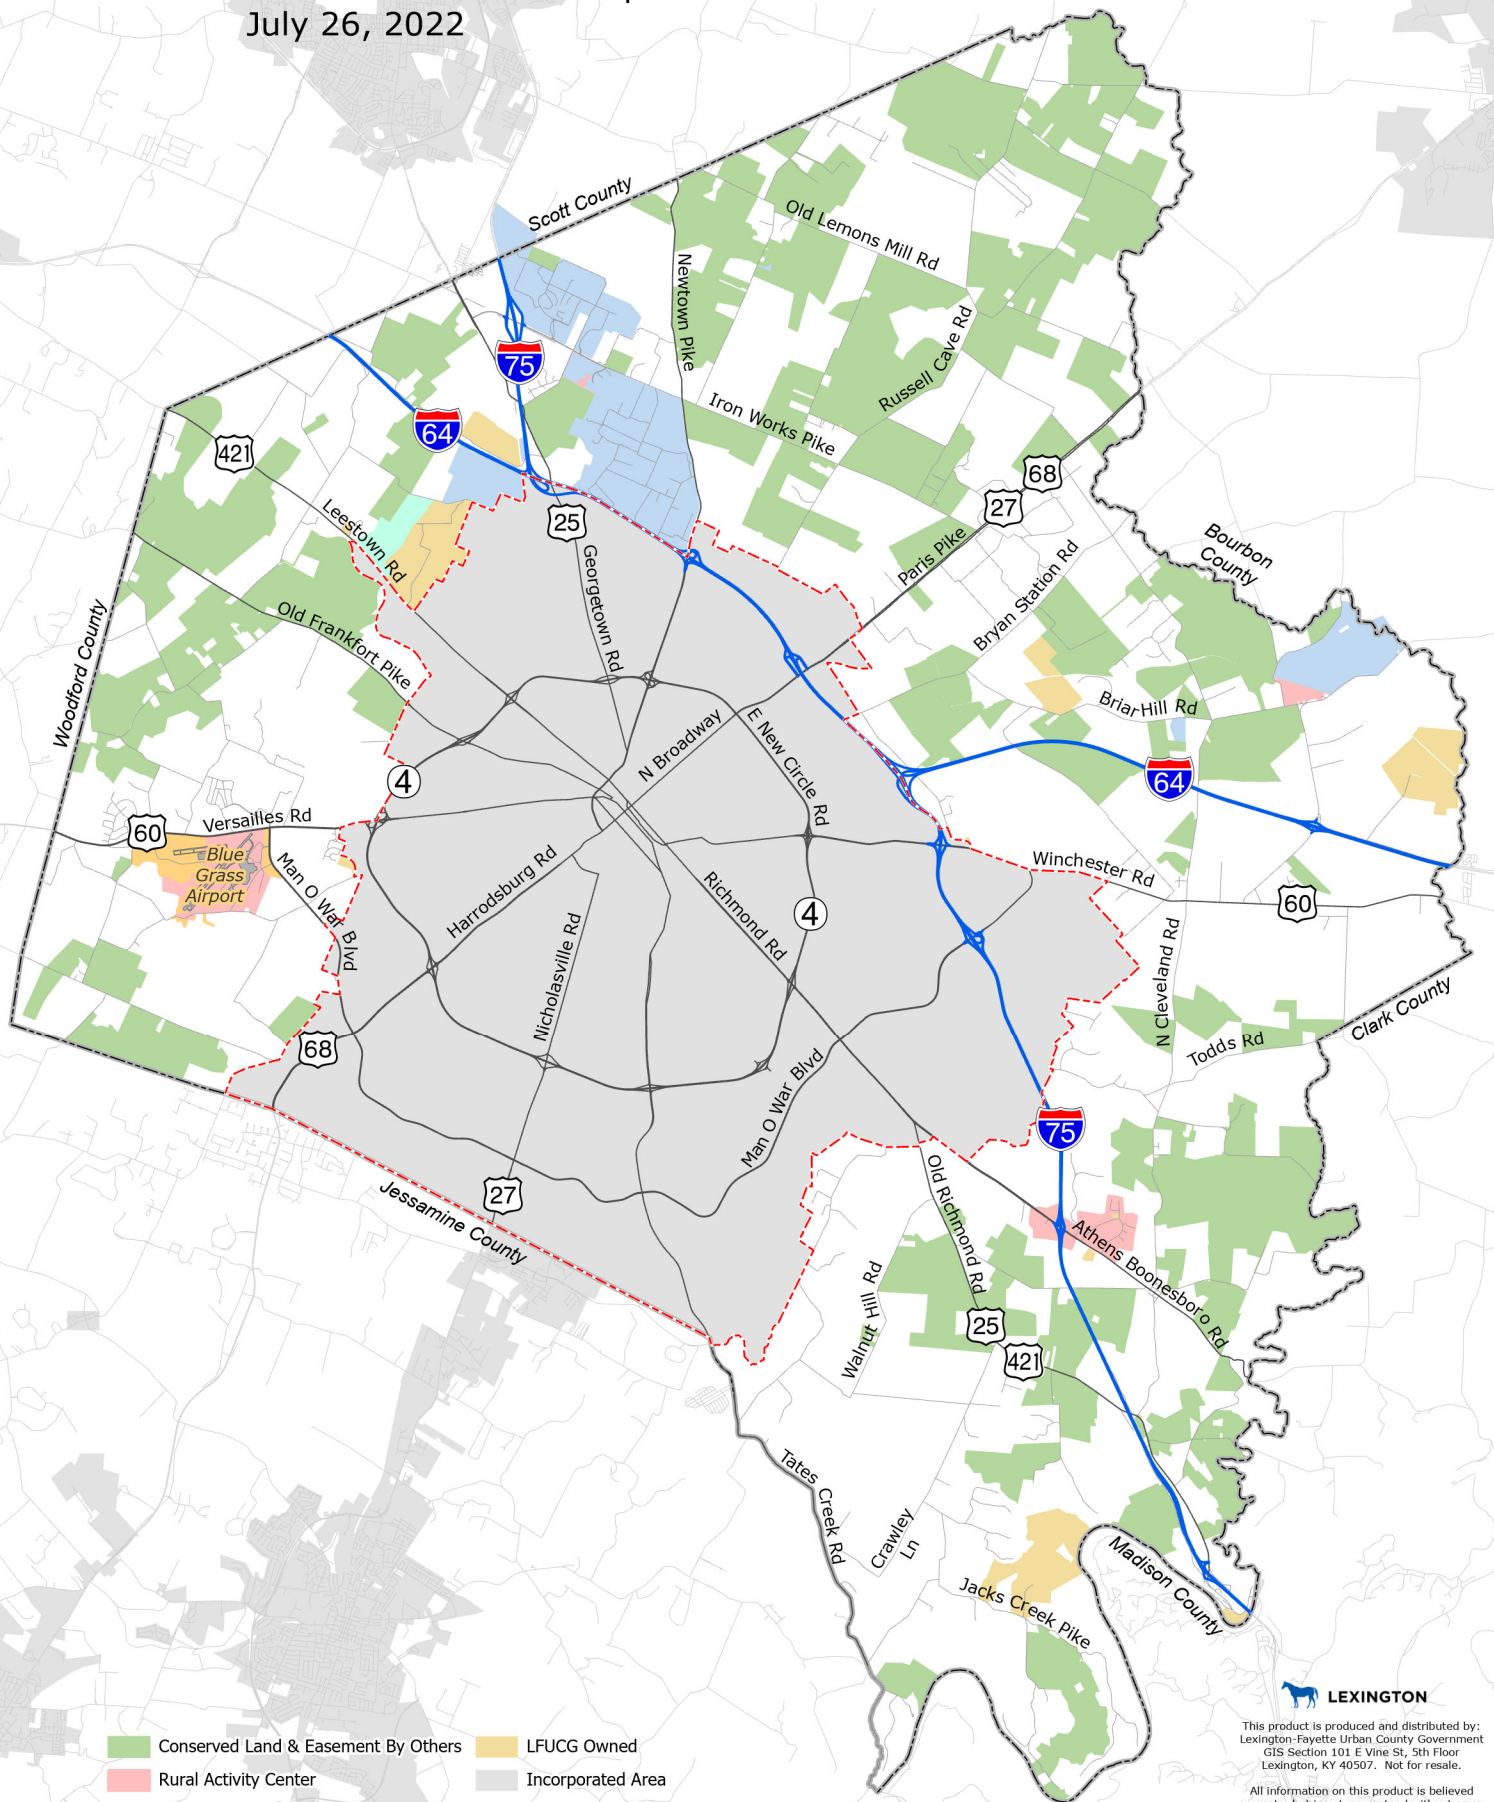 July 26, 2022
Scott County
Old Lemons Mill Rd
Newtown Pike
75
Russell Cave Rd
Iron Works Pike
64
421
68
27
Leestown Rd
25
Paris Pike
Bourbon
County
Georgetown Rd
Bryan Station Rd
Old Frankfort Pike
Woodford County
Briar Hill Rd
N Broadway
E New Circle Rd
4
64
60
Versailles Rd
Blue
Grass
Airport
Man O War Blvd
Harrodsburg Rd
Winchester Rd
Richmond Rd
4
60
Nicholasville Rd
N Cleveland Rd
Clark County
68
Todds Rd
Man O War Blvd
75
27
Jessamine County
Old Richmond Rd
Athens Boonesboro Rd
Walnut Hill Rd
25
421
Tates Creek Rd
Crawley
Ln
Madison County
Jacks Creek Pike
LEXINGTON
This product is produced and distributed by:
Lexington-Fayette Urban County Government
GIS Section 101 E Vine St, 5th Floor
Lexington, KY 40507. Not for resale.
All information on this product is believed
Conserved Land & Easement By Others
LFUCG Owned
Rural Activity Center
Incorporated Area